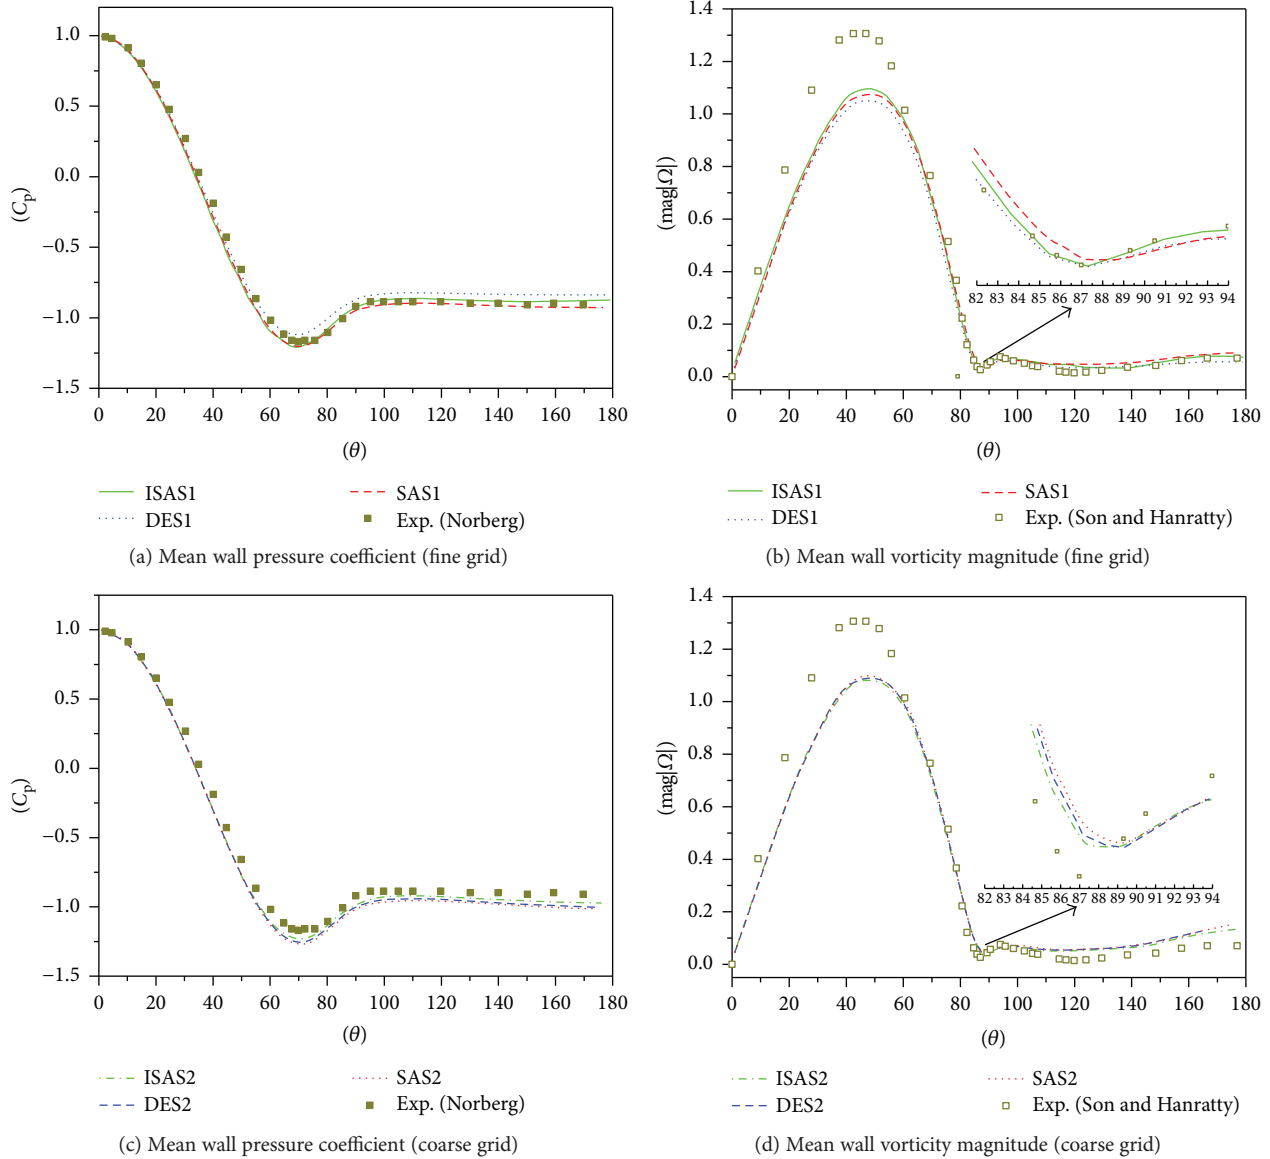 1.0
0.5
0.0
−0.5
−1.0
−1.5
(Cp)
0 20 40 60 80 100 120 140 160 180
(θ)
ISAS1
DES1
SAS1
Exp. (Norberg)
(a) Mean wall pressure coefficient (fine grid)
1.4
1.2
1.0
0.8
0.6
0.4
0.2
0.0
(mag|Ω|)
82 83 84 85 86 87 88 89 90 91 92 93 94
0 20 40 60 80 100 120 140 160 180
(θ)
ISAS1
DES1
SAS1
Exp. (Son and Hanratty)
(b) Mean wall vorticity magnitude (fine grid)
1.0
0.5
0.0
−0.5
−1.0
−1.5
(Cp)
0 20 40 60 80 100 120 140 160 180
(θ)
ISAS2
DES2
SAS2
Exp. (Norberg)
(c) Mean wall pressure coefficient (coarse grid)
1.4
1.2
1.0
0.8
0.6
0.4
0.2
0.0
(mag|Ω|)
82 83 84 85 86 87 88 89 90 91 92 93 94
0 20 40 60 80 100 120 140 160 180
(θ)
ISAS2
DES2
SAS2
Exp. (Son and Hanratty)
(d) Mean wall vorticity magnitude (coarse grid)